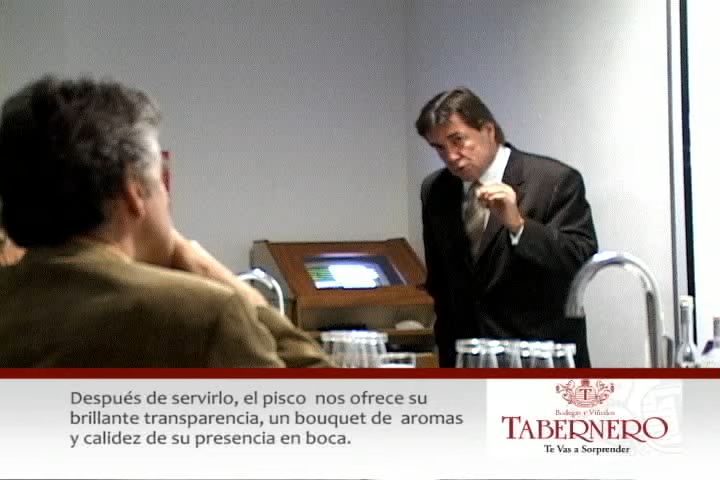 Después de servirlo, el pisco nos ofrece su
brillante transparencia, un bouquet de aromas
y calidez de su presencia en boca.
T
Bodegas y Viñedos
TABERNERO
Te Vas a Sorprender